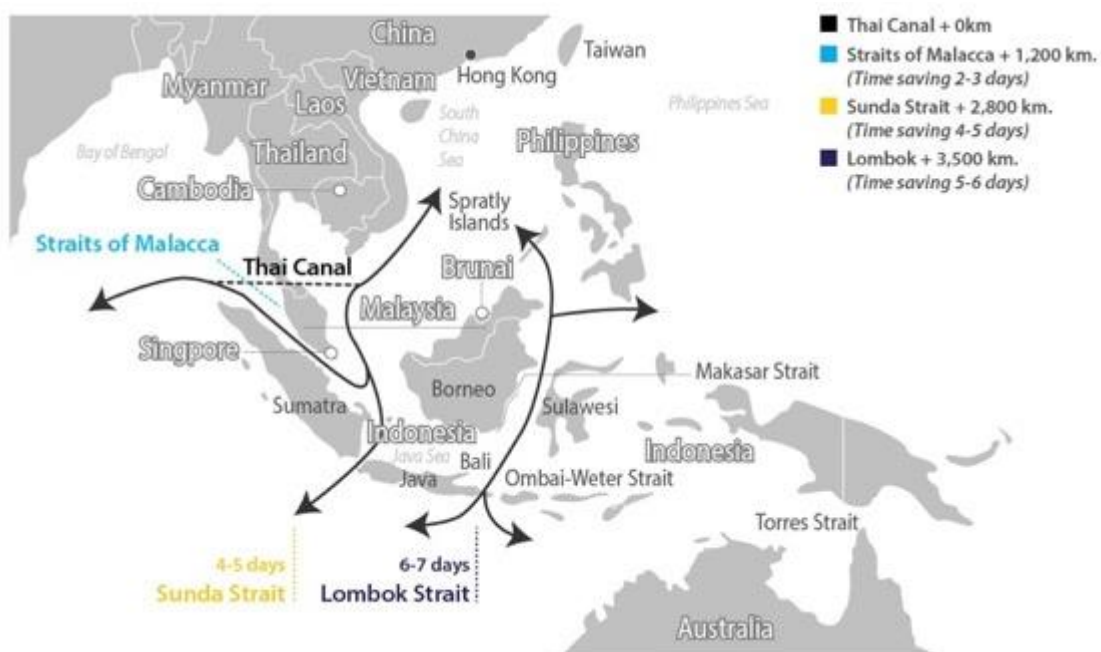 China
Taiwan
Hong Kong
Vietnam
Myanmar
Laos
South
China
Sea
Philippines Sea
Philippines
Bay of Bengal
Thailand
Cambodia
Spratly
Islands
Straits of Malacca
Thai Canal
Brunai
Malaysia
Singpore
Makasar Strait
Borneo
Sumatra
Sulawesi
Indonesia
Indonesia
Java Sea
Bali
Java
Ombai-Weter Strait
Torres Strait
4-5 days
Sunda Strait
6-7 days
Lombok Strait
Australia
Thai Canal + 0km
Straits of Malacca + 1,200 km.
(Time saving 2-3 days)
Sunda Strait + 2,800 km.
(Time saving 4-5 days)
Lombok + 3,500 km.
(Time saving 5-6 days)